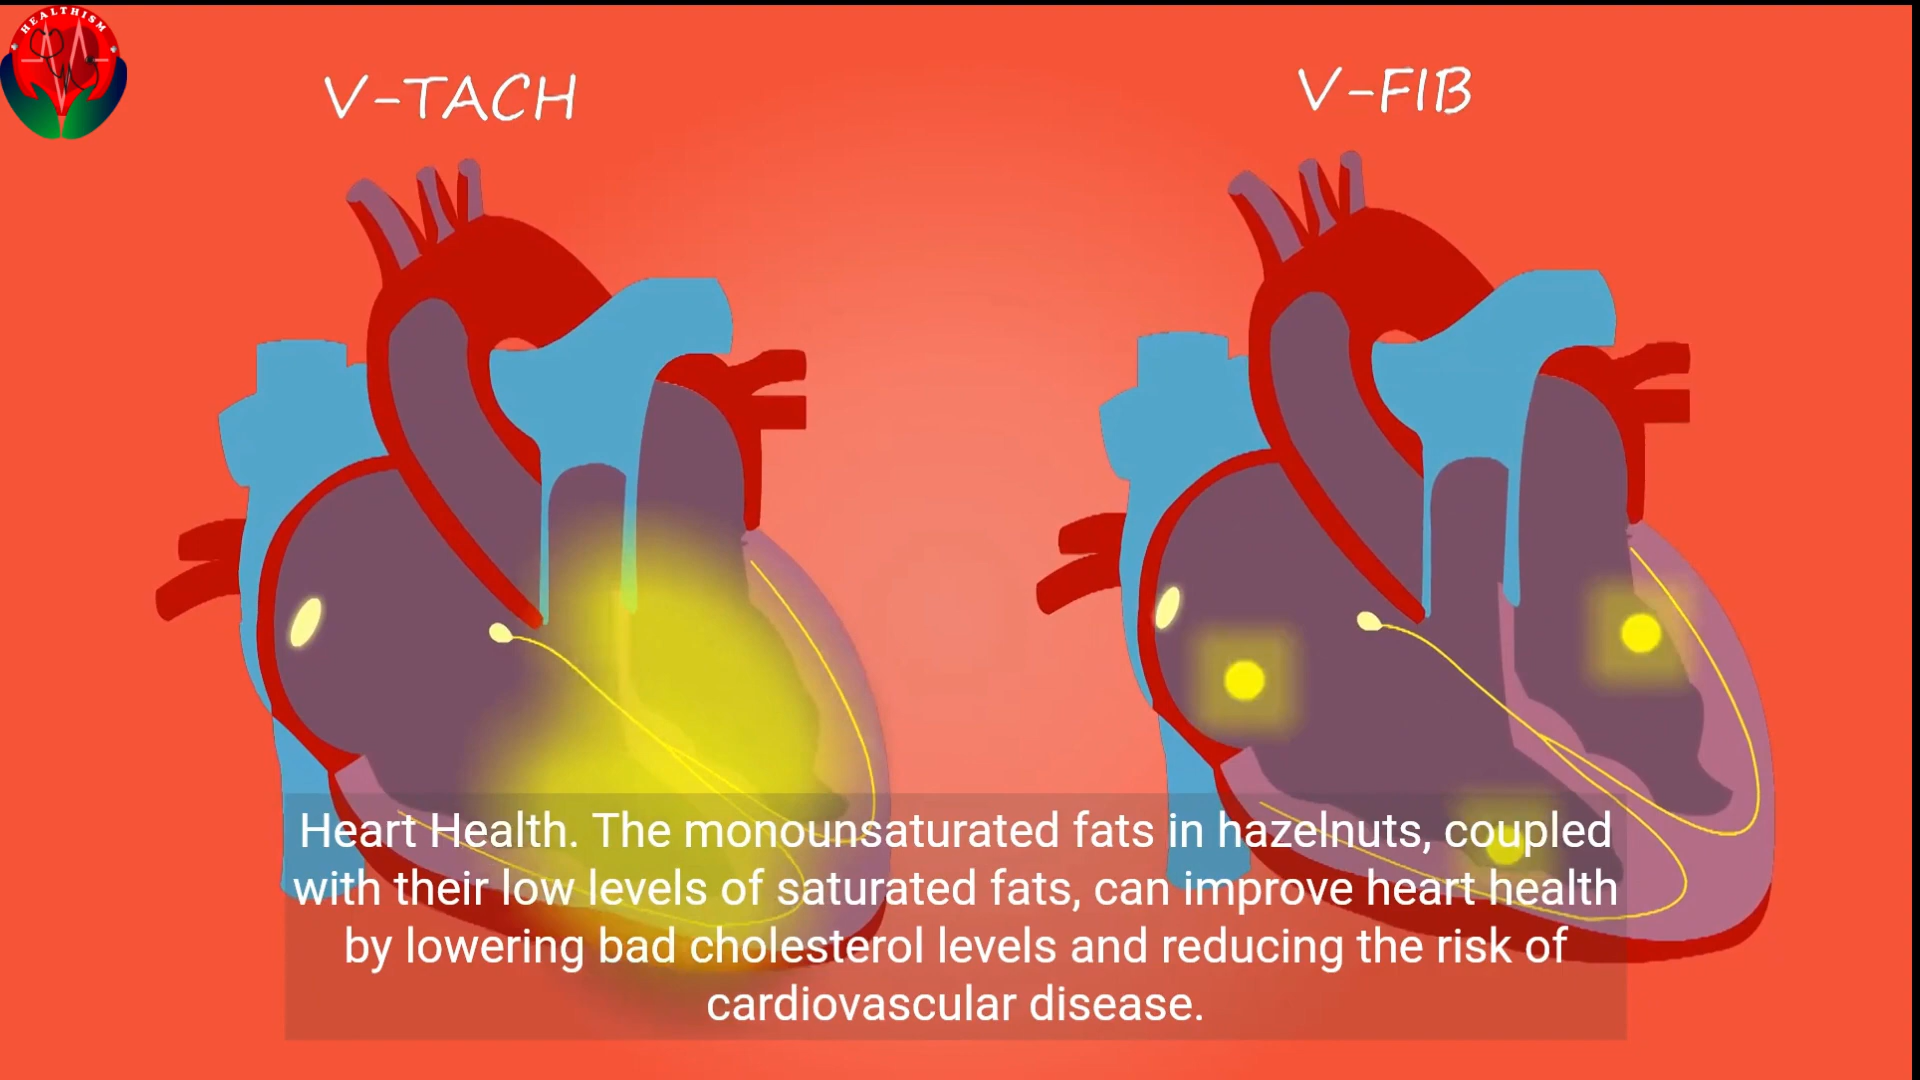 HEALTHISM
V-TACH
V-FIB
Heart Health. The monounsaturated fats in hazelnuts, coupled
with their low levels of saturated fats, can improve heart health
by lowering bad cholesterol levels and reducing the risk of
cardiovascular disease.